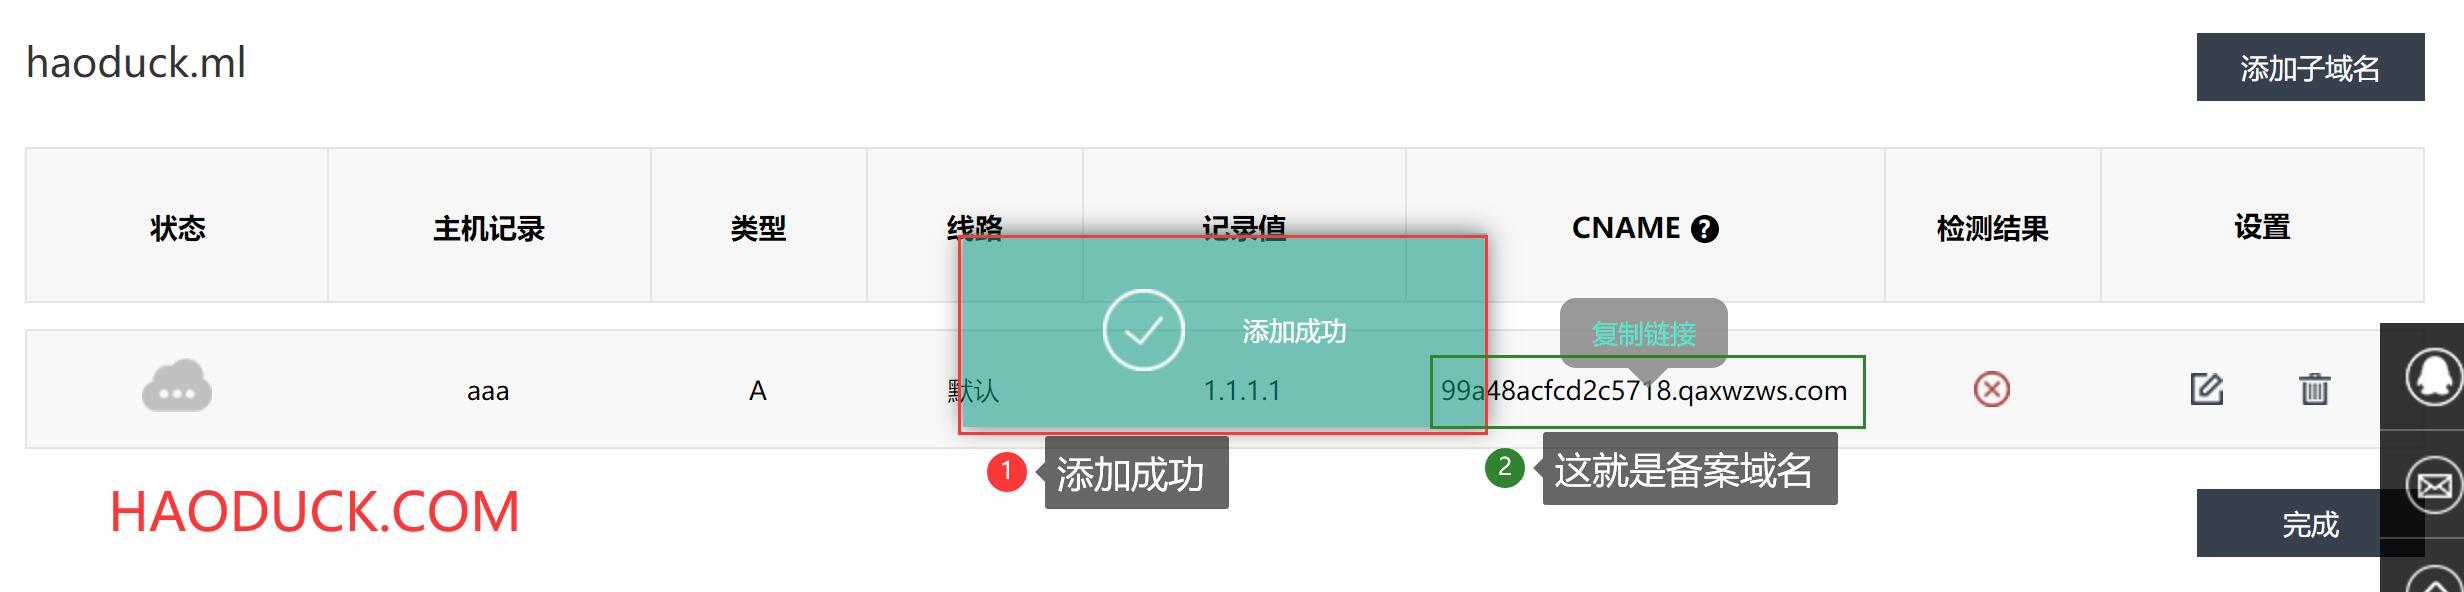 haoduck.ml
添加子域名
状态 主机记录 类型 线路 记录值 CNAME ? 检测结果 设置
添加成功
复制链接
aaa A 默认 1.1.1.1 99a48acfcd2c5718.qaxwzws.com
1 添加成功
2 这就是备案域名
HAODUCK.COM
完成